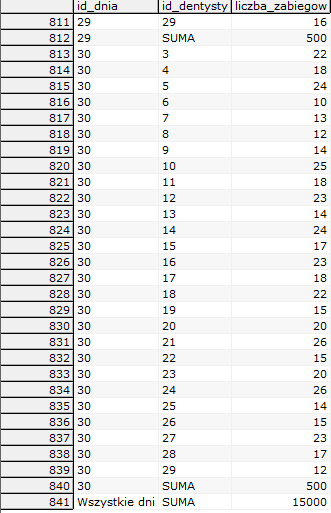 id_dnia id_dentysty liczba_zabiegow
811 29 29 16
812 29 SUMA 500
813 30 3 22
814 30 4 18
815 30 5 24
816 30 6 10
817 30 7 13
818 30 8 12
819 30 9 14
820 30 10 25
821 30 11 18
822 30 12 23
823 30 13 14
824 30 14 24
825 30 15 17
826 30 16 23
827 30 17 18
828 30 18 22
829 30 19 15
830 30 20 20
831 30 21 26
832 30 22 15
833 30 23 20
834 30 24 26
835 30 25 14
836 30 26 15
837 30 27 23
838 30 28 17
839 30 29 12
840 30 SUMA 500
841 Wszystkie dni SUMA 15000